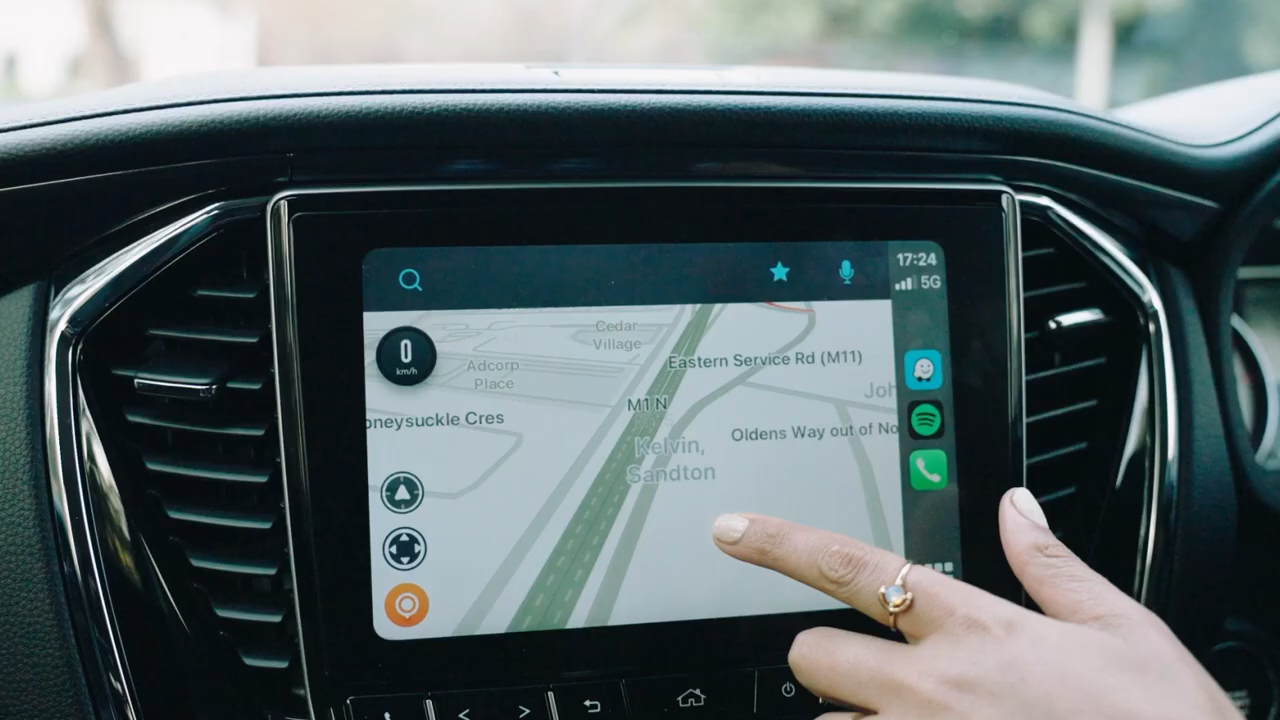 17:24
5G
0
km/h
Cedar
Village
Adcorp
Place
Eastern Service Rd (M11)
Joh
M1 N
oneysuckle Cres
Oldens Way out of No
Kelvin,
Sandton